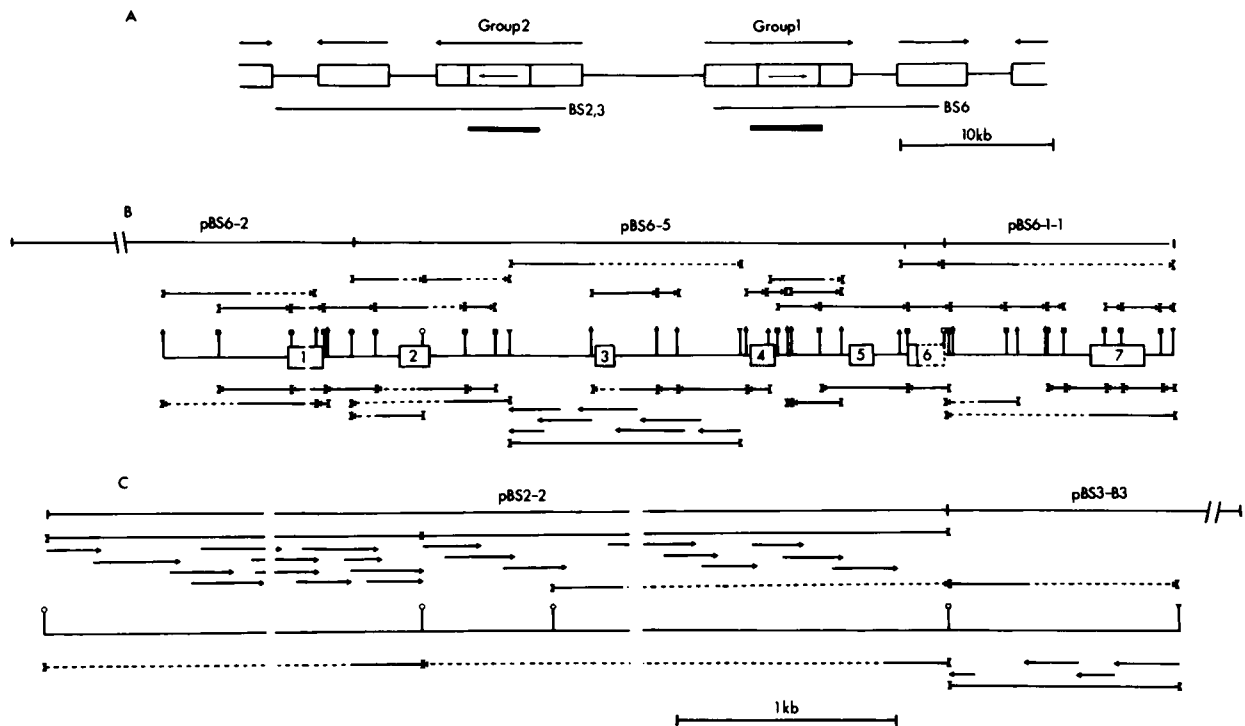 A
Group2 Group1
BS2,3 BS6
10kb
B
pBS6-2 pBS6-5 pBS6-1-1
1 2 3 4 5 6 7
C
pBS2-2 pBS3-B3
1kb